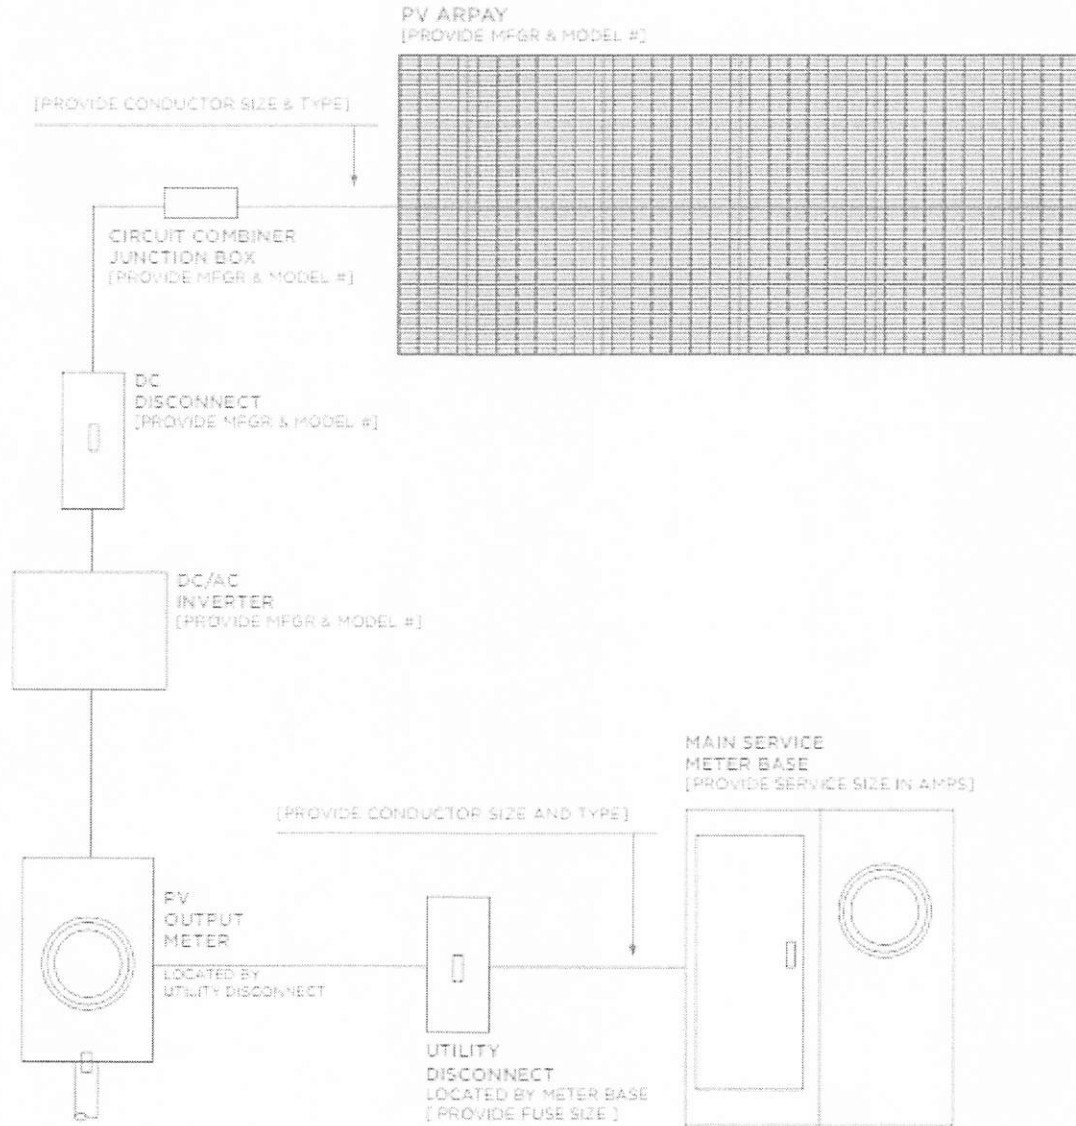 PV ARPAY
[PROVIDE MFGR & MODEL #]
[PROVIDE CONDUCTOR SIZE & TYPE]
CIRCUIT COMBINER
JUNCTION BOX
[PROVIDE MFGR & MODEL #]
DC
DISCONNECT
[PROVIDE MFGR & MODEL #]
DC/AC
INVERTER
[PROVIDE MFGR & MODEL #]
MAIN SERVICE
METER BASE
[PROVIDE SERVICE SIZE IN AMPS]
[PROVIDE CONDUCTOR SIZE AND TYPE]
PV
OUTPUT
METER
LOCATED BY
UTILITY DISCONNECT
UTILITY
DISCONNECT
LOCATED BY METER BASE
[ PROVIDE FUSE SIZE ]